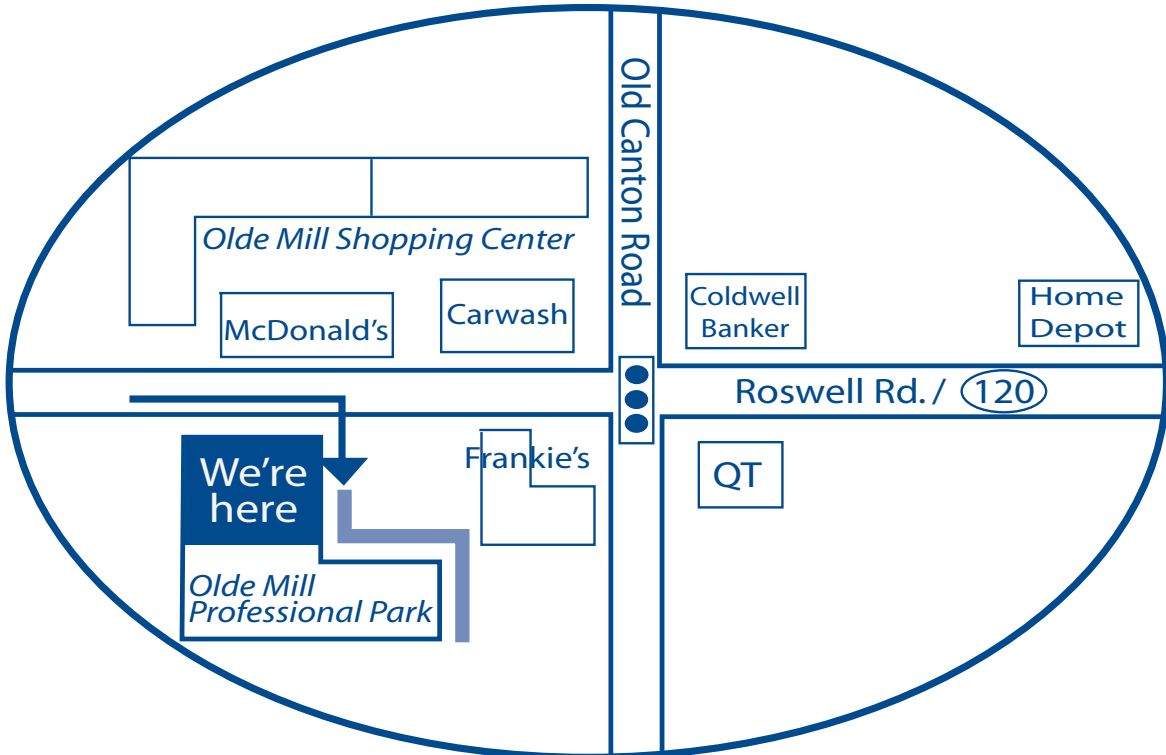 Old Canton Road
Olde Mill Shopping Center
McDonald's
Carwash
Coldwell
Banker
Home
Depot
Roswell Rd. / 120
We're
here
Frankie's
QT
Olde Mill
Professional Park